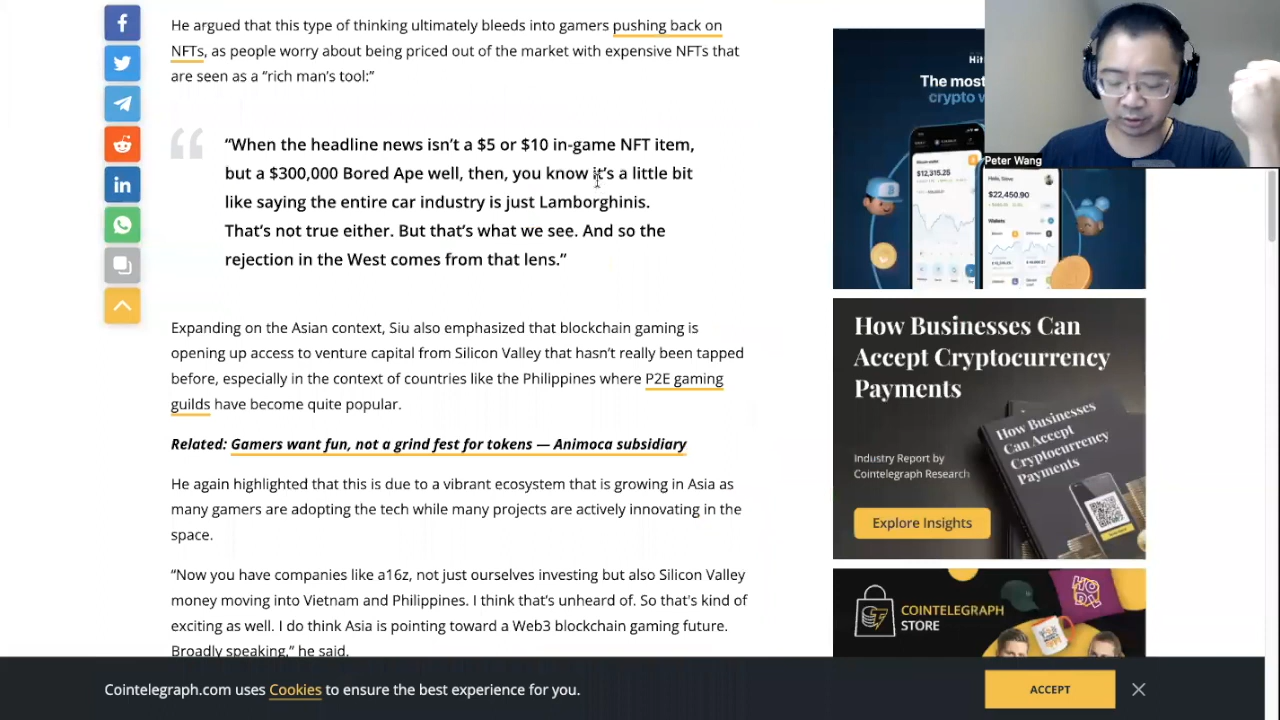 He argued that this type of thinking ultimately bleeds into gamers pushing back on
NFTs, as people worry about being priced out of the market with expensive NFTs that
are seen as a “rich man’s tool:”
“When the headline news isn’t a $5 or $10 in-game NFT item,
but a $300,000 Bored Ape well, then, you know it’s a little bit
like saying the entire car industry is just Lamborghinis.
That’s not true either. But that’s what we see. And so the
rejection in the West comes from that lens.”
Expanding on the Asian context, Siu also emphasized that blockchain gaming is
opening up access to venture capital from Silicon Valley that hasn’t really been tapped
before, especially in the context of countries like the Philippines where P2E gaming
guilds have become quite popular.
Related: Gamers want fun, not a grind fest for tokens — Animoca subsidiary
He again highlighted that this is due to a vibrant ecosystem that is growing in Asia as
many gamers are adopting the tech while many projects are actively innovating in the
space.
“Now you have companies like a16z, not just ourselves investing but also Silicon Valley
money moving into Vietnam and Philippines. I think that’s unheard of. So that’s kind of
exciting as well. I do think Asia is pointing toward a Web3 blockchain gaming future.
Broadly speaking,” he said.
The most
crypto
$12,315.25
$22,450.90
Wallets
Peter Wang
How Businesses Can
Accept Cryptocurrency
Payments
Industry Report by
Cointelegraph Research
Explore Insights
How Businesses
Can Accept
Cryptocurrency
Payments
COINTELEGRAPH
STORE
HODL
Cointelegraph.com uses Cookies to ensure the best experience for you.
ACCEPT